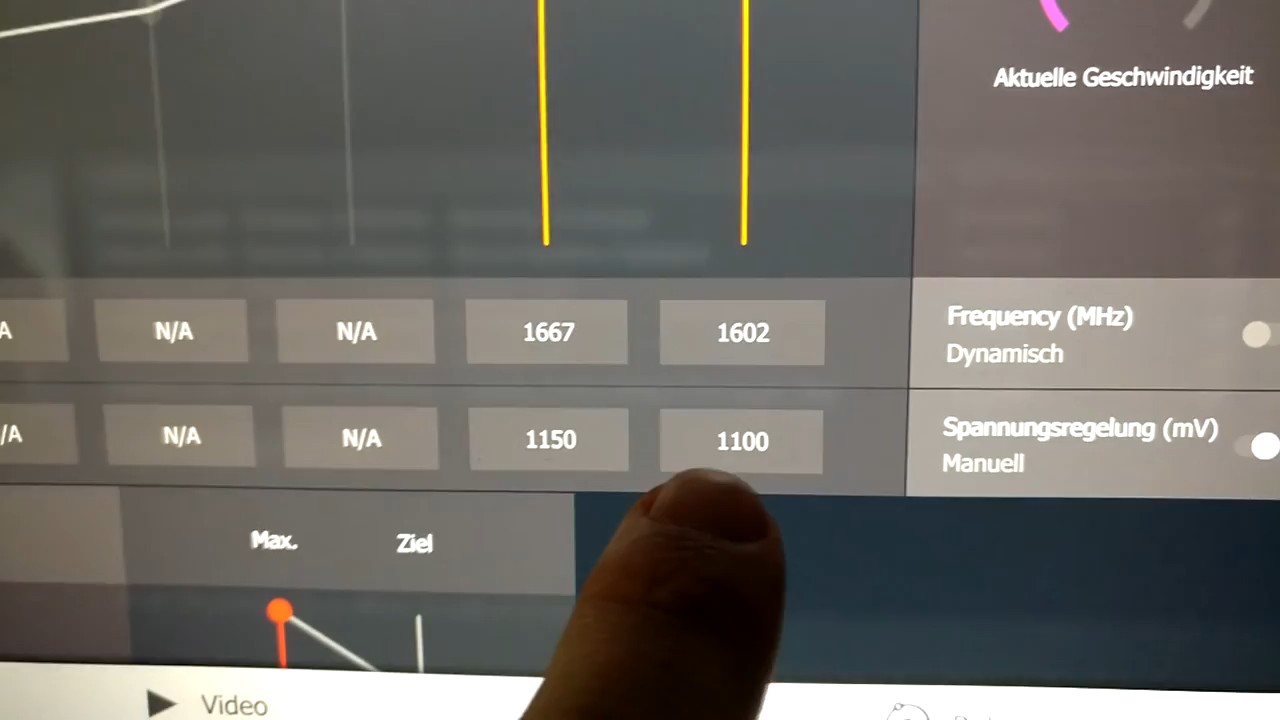 Aktuelle Geschwindigkeit
A N/A N/A 1667 1602
Frequency (MHz)
Dynamisch
/A N/A N/A 1150 1100
Spannungsregelung (mV)
Manuell
Max. Ziel
Video